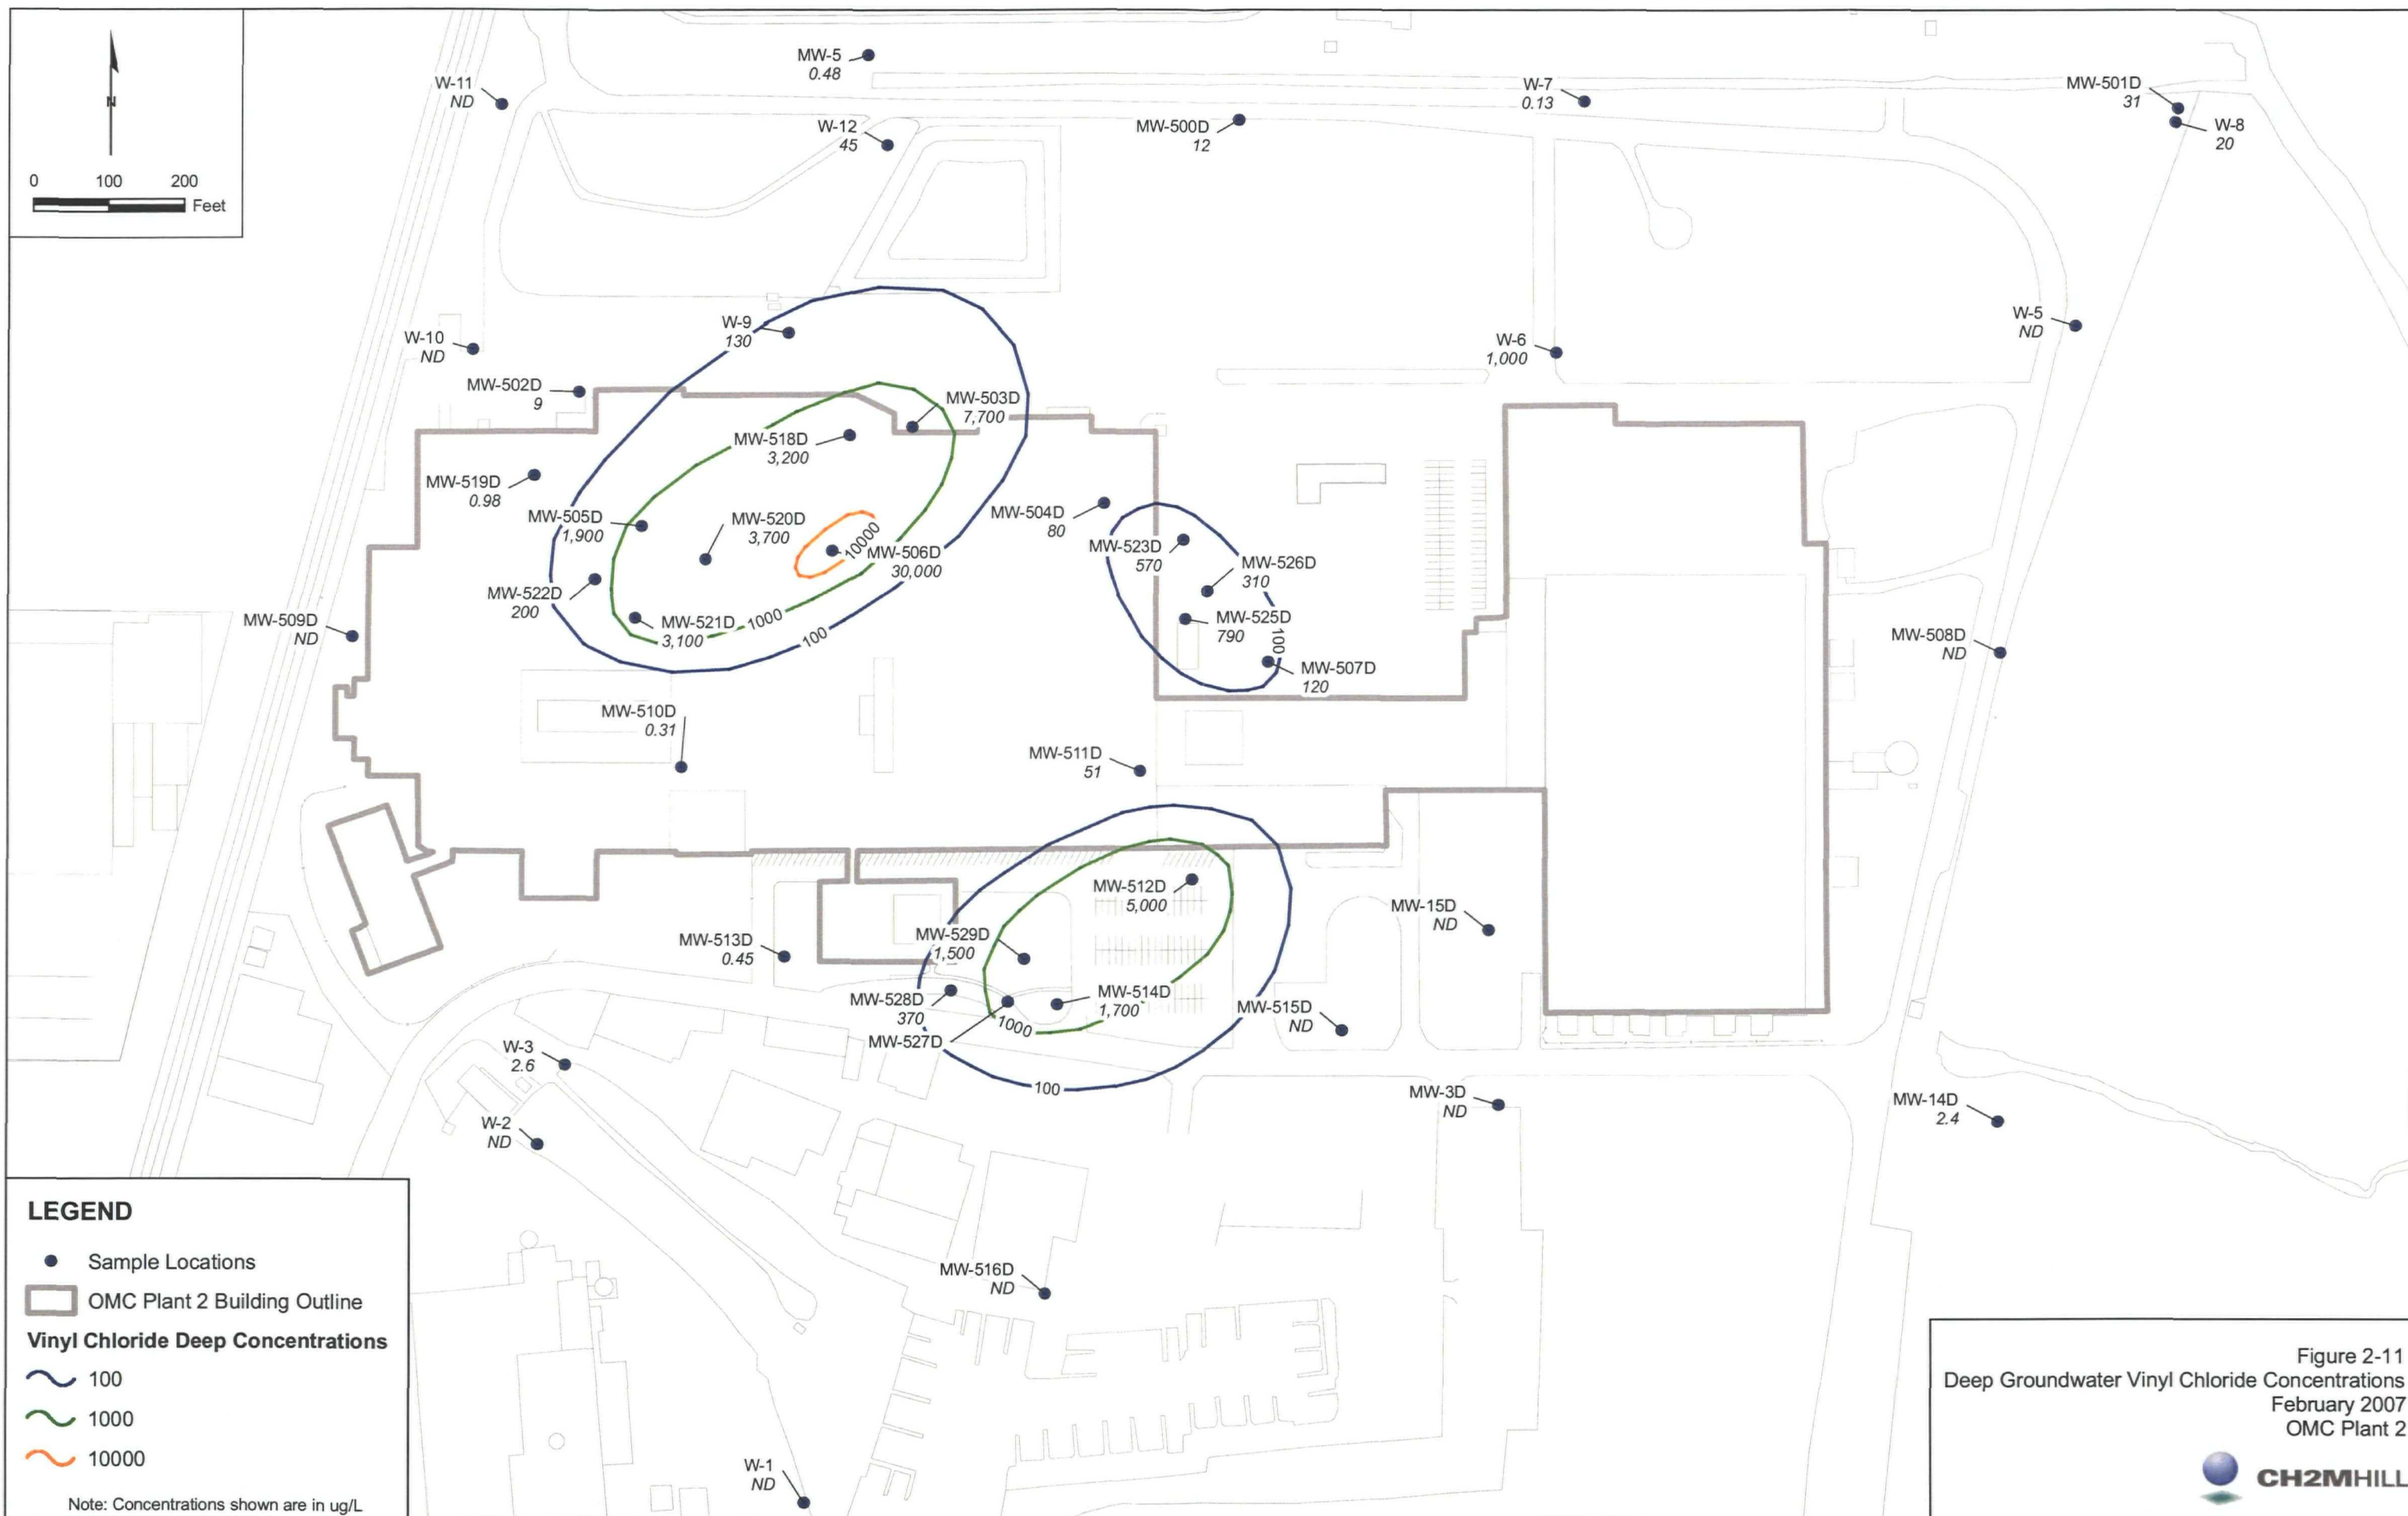 N
0 100 200
Feet
MW-5
0.48
W-11
ND
W-12
45
MW-500D
12
W-7
0.13
MW-501D
31
W-8
20
W-9
130
W-10
ND
W-5
ND
W-6
1,000
MW-502D
9
MW-503D
7,700
MW-518D
3,200
MW-519D
0.98
MW-505D
1,900
MW-520D
3,700
10000
MW-506D
30,000
MW-504D
80
MW-523D
570
MW-526D
310
MW-522D
200
MW-521D
3,100
1000
100
MW-525D
790
100
MW-507D
120
MW-509D
ND
MW-508D
ND
MW-510D
0.31
MW-511D
51
MW-512D
5,000
MW-15D
ND
MW-513D
0.45
MW-529D
1,500
MW-528D
370
MW-514D
1,700
MW-515D
ND
1000
MW-527D
100
W-3
2.6
W-2
ND
MW-3D
ND
MW-14D
2.4
MW-516D
ND
W-1
ND
LEGEND
Sample Locations
OMC Plant 2 Building Outline
Vinyl Chloride Deep Concentrations
100
1000
10000
Note: Concentrations shown are in ug/L
Figure 2-11
Deep Groundwater Vinyl Chloride Concentrations
February 2007
OMC Plant 2
CH2MHILL